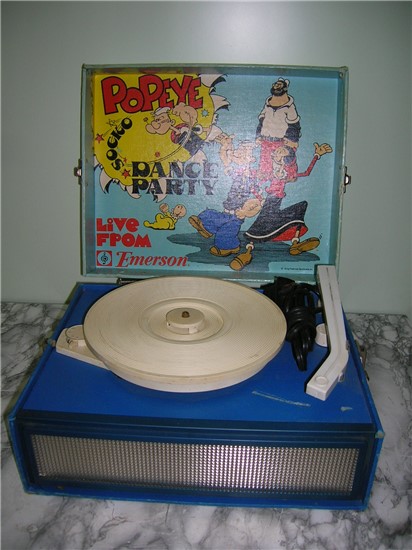 POPEYE
SOCKO
DANCE
PARTY
LiVE
FROM
Emerson